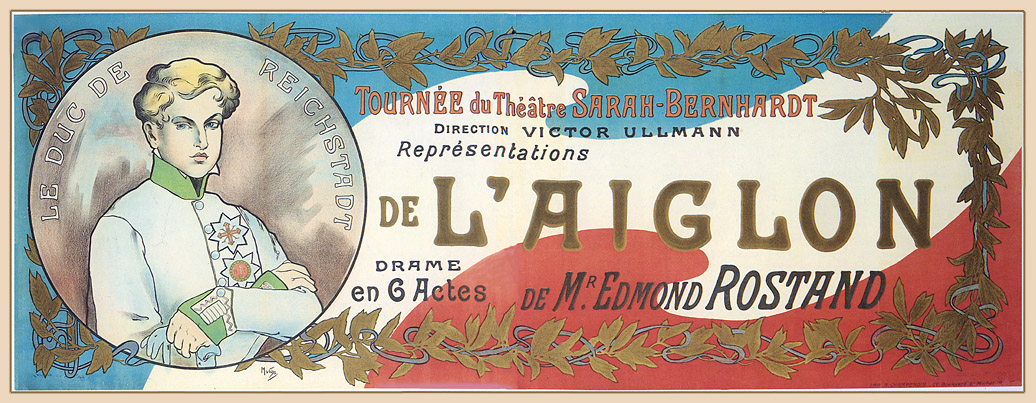 LE DUC DE REICHSTADT
TOURNÉE du Théâtre SARAH-BERNHARDT
DIRECTION VICTOR ULLMANN
Représentations
DE L'AIGLON
DRAME
en 6 Actes
DE MR EDMOND ROSTAND